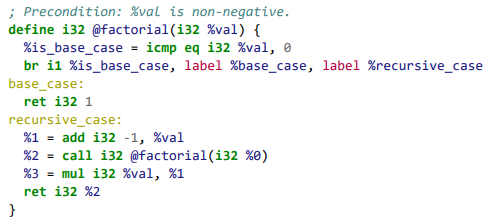 ; Precondition: %val is non-negative.
define i32 @factorial(i32 %val) {
  %is_base_case = icmp eq i32 %val, 0
  br i1 %is_base_case, label %base_case, label %recursive_case
base_case:
  ret i32 1
recursive_case:
  %1 = add i32 -1, %val
  %2 = call i32 @factorial(i32 %0)
  %3 = mul i32 %val, %1
  ret i32 %2
}